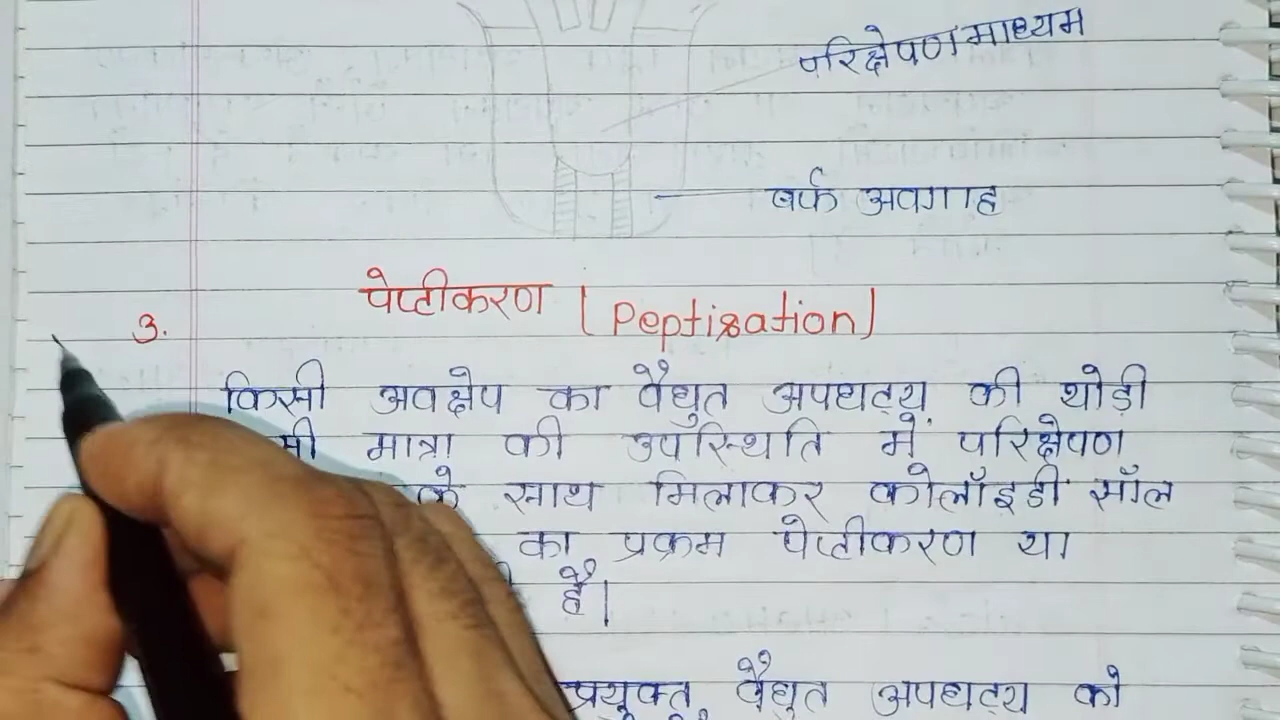 परिक्षेपण माध्यम
बर्फ अवगाह
3. पेप्टीकरण (Peptisation)
किसी अवक्षेप का वैद्युत अपघट्य की थोड़ी
मात्रा की उपस्थिति में परिक्षेपण
के साथ मिलाकर कोलॉइडी सॉल
का प्रक्रम पेप्टीकरण या
है।
प्रयुक्त वैद्युत अपघट्य को